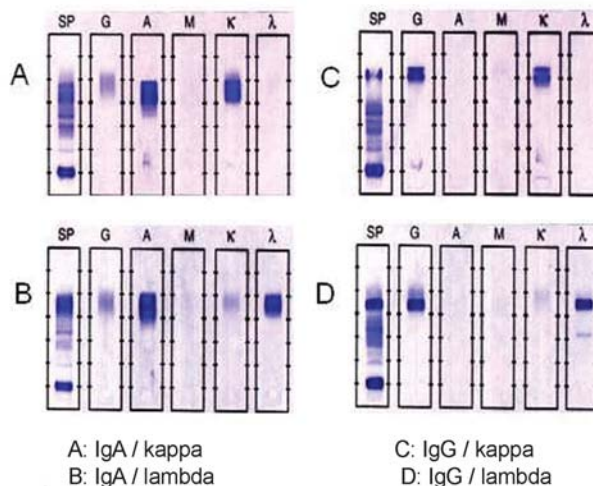 SP G A M κ λ
A
SP G A M κ λ
C
SP G A M κ λ
B
SP G A M κ λ
D
A: IgA / kappa
B: IgA / lambda
C: IgG / kappa
D: IgG / lambda